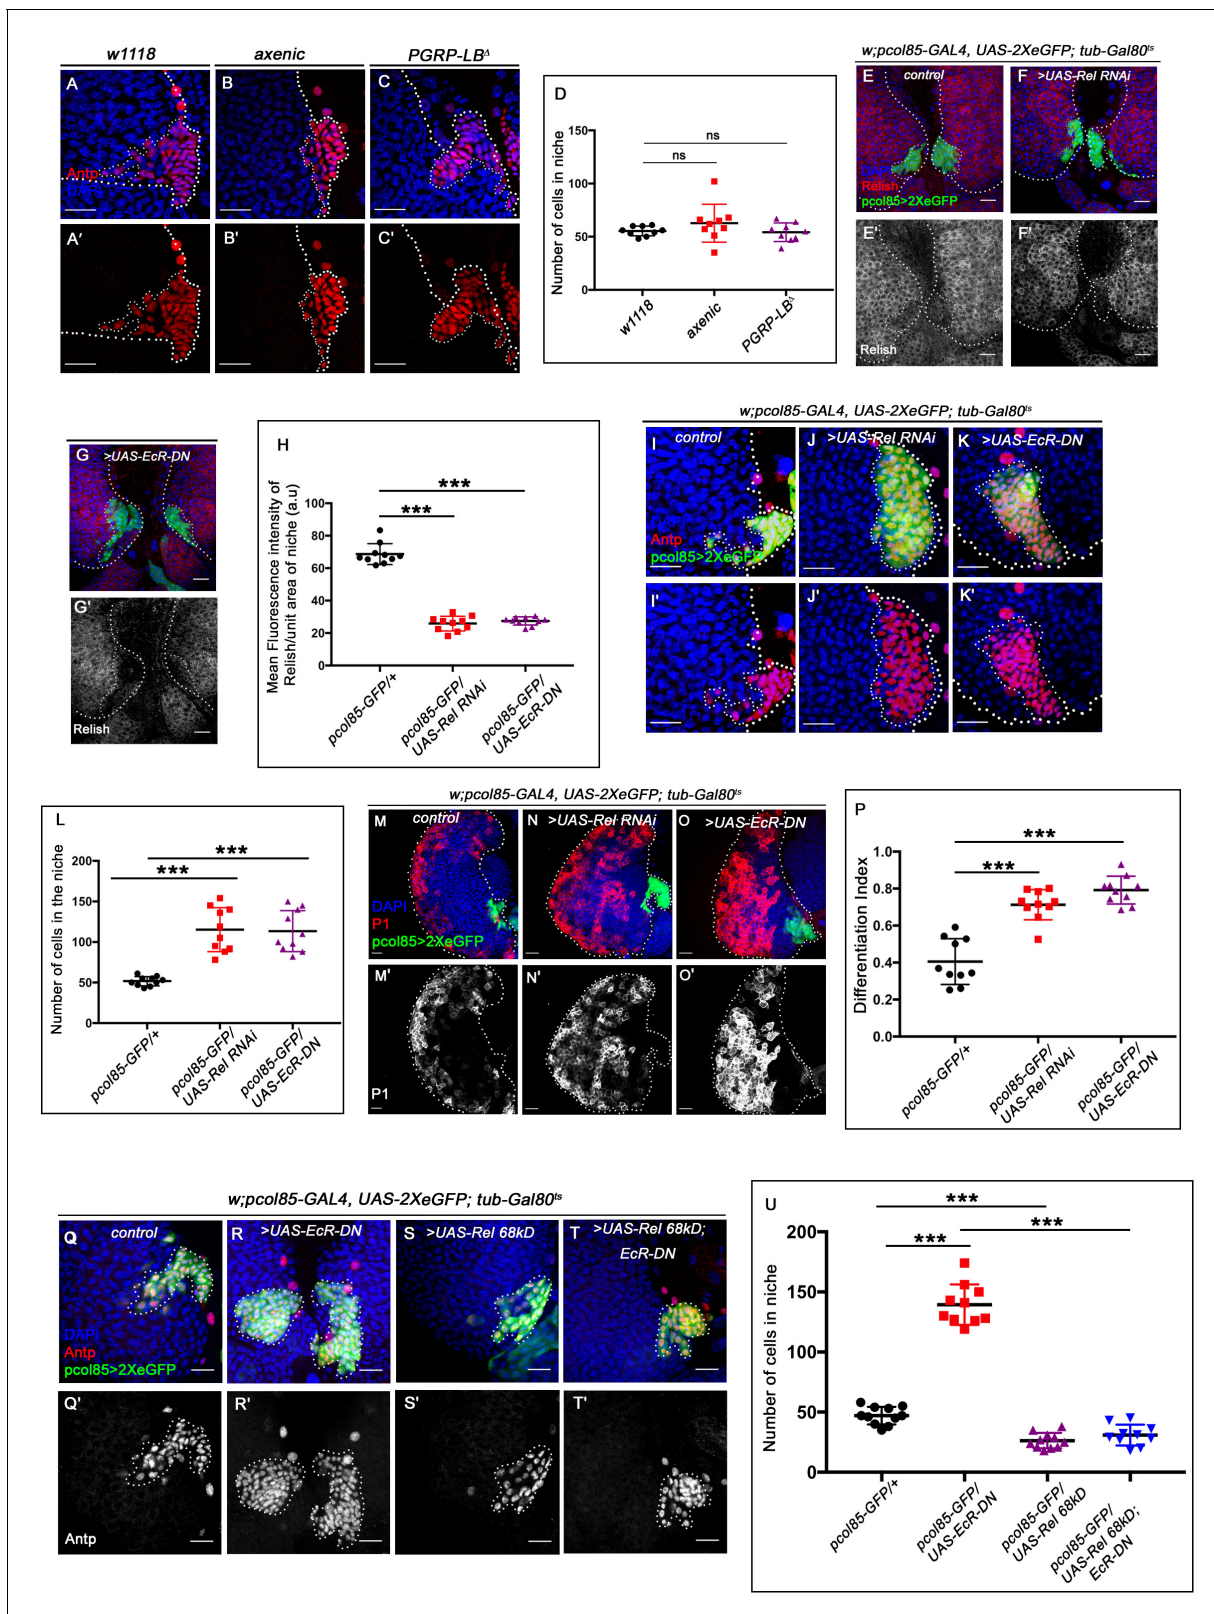 w1118
axenic
PGRP-LBΔ
A
B
C
Antp
DAPI
A'
B'
C'
D
Number of cells in niche
150
100
50
0
ns
ns
w1118
axenic
PGRP-LBΔ
w;pcol85-GAL4, UAS-2XeGFP; tub-Gal80ts
E
control
F
>UAS-Rel RNAi
Relish
pcol85>2XeGFP
E'
F'
Relish
G
>UAS-EcR-DN
G'
Relish
H
Mean Fluorescence intensity of
Relish/unit area of niche (a.u)
100
80
60
40
20
0
***
***
pcol85-GFP/+
pcol85-GFP/
UAS-Rel RNAi
pcol85-GFP/
UAS-EcR-DN
w;pcol85-GAL4, UAS-2XeGFP; tub-Gal80ts
I
control
J
>UAS-Rel RNAi
K
>UAS-EcR-DN
Antp
pcol85>2XeGFP
I'
J'
K'
L
Number of cells in the niche
200
150
100
50
0
***
***
pcol85-GFP/+
pcol85-GFP/
UAS-Rel RNAi
pcol85-GFP/
UAS-EcR-DN
w;pcol85-GAL4, UAS-2XeGFP; tub-Gal80ts
M
control
N
>UAS-Rel RNAi
O
>UAS-EcR-DN
DAPI
P1
pcol85>2XeGFP
M'
N'
O'
P1
P
Differentiation Index
1.0
0.8
0.6
0.4
0.2
0.0
***
***
pcol85-GFP/+
pcol85-GFP/
UAS-Rel RNAi
pcol85-GFP/
UAS-EcR-DN
w;pcol85-GAL4, UAS-2XeGFP; tub-Gal80ts
Q
control
R
>UAS-EcR-DN
S
>UAS-Rel 68kD
T
>UAS-Rel 68kD;
EcR-DN
DAPI
Antp
pcol85>2XeGFP
Q'
R'
S'
T'
Antp
U
Number of cells in niche
200
150
100
50
0
***
***
***
pcol85-GFP/+
pcol85-GFP/
UAS-EcR-DN
pcol85-GFP/
UAS-Rel 68kD
pcol85-GFP/
UAS-Rel 68kD;
EcR-DN